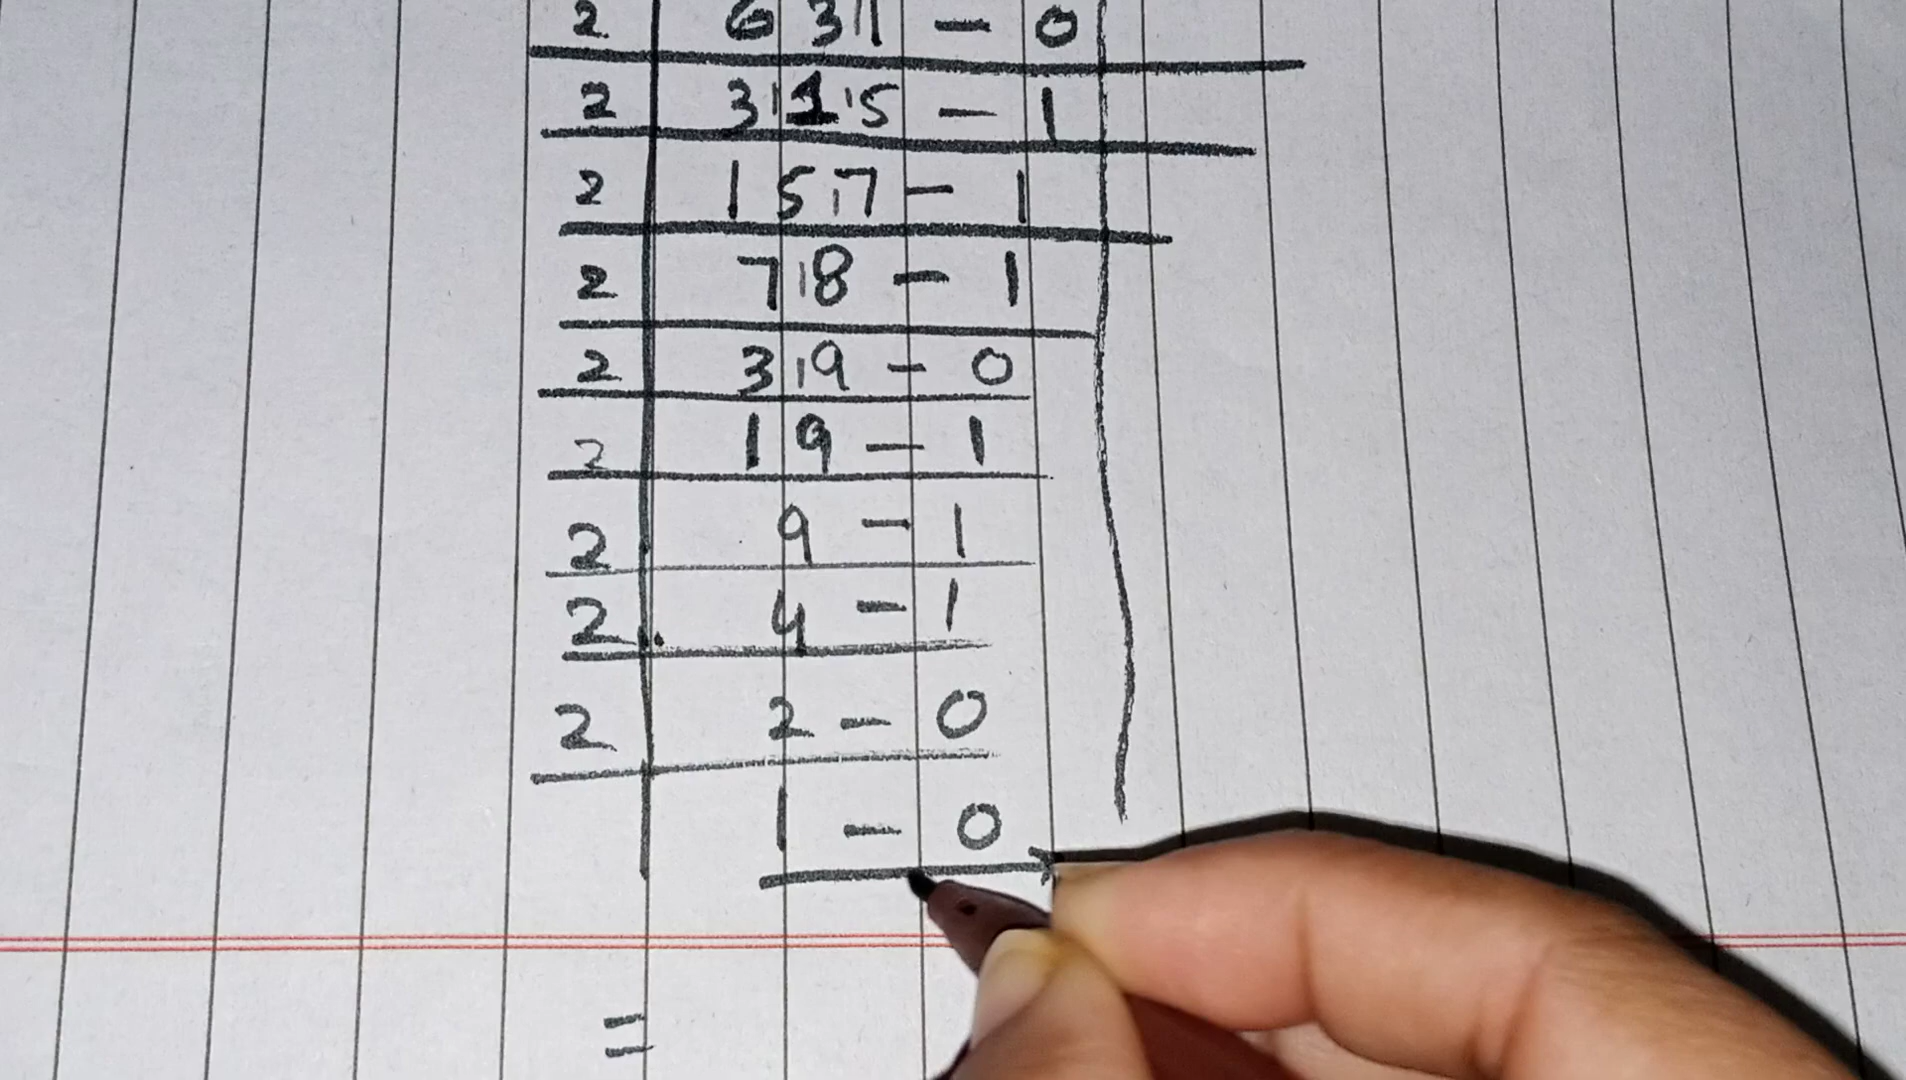 2 631 - 0
2 315 - 1
2 157 - 1
2 78 - 1
2 39 - 0
2 19 - 1
2 9 - 1
2 4 - 1
2 2 - 0
1 - 0
=